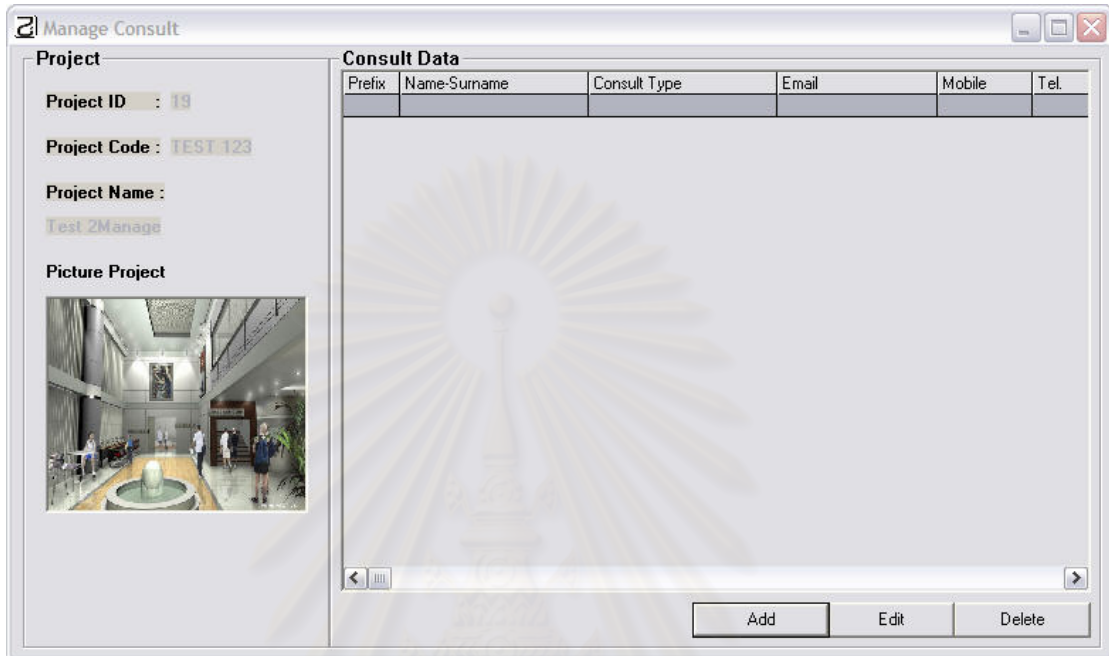 Manage Consult
Project
Project ID : 19
Project Code : TEST 123
Project Name :
Test 2Manage
Picture Project
Consult Data
Prefix Name-Surname Consult Type Email Mobile Tel.
Add Edit Delete